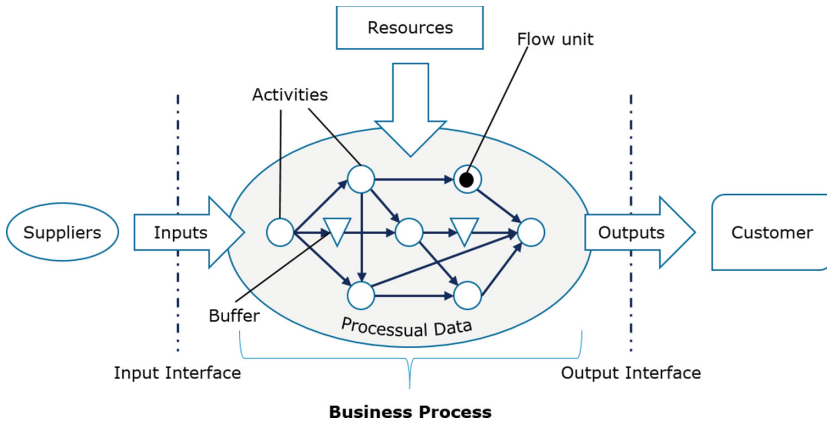 Resources
Flow unit
Activities
Suppliers
Inputs
Outputs
Customer
Buffer
Processual Data
Input Interface
Output Interface
Business Process